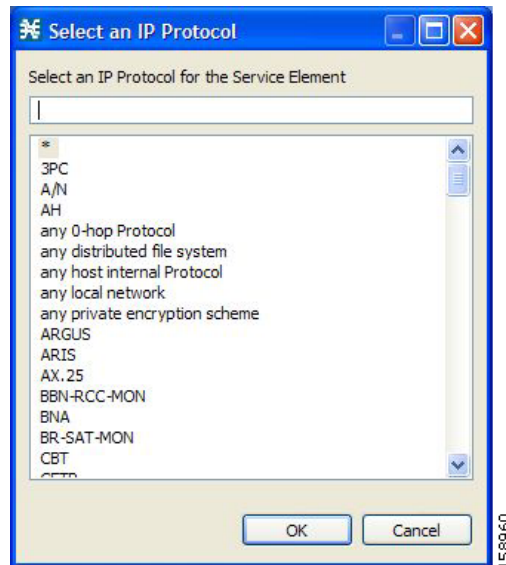 Select an IP Protocol
Select an IP Protocol for the Service Element
*
3PC
A/N
AH
any 0-hop Protocol
any distributed file system
any host internal Protocol
any local network
any private encryption scheme
ARGUS
ARIS
AX.25
BBN-RCC-MON
BNA
BR-SAT-MON
CBT
OK
Cancel
158960